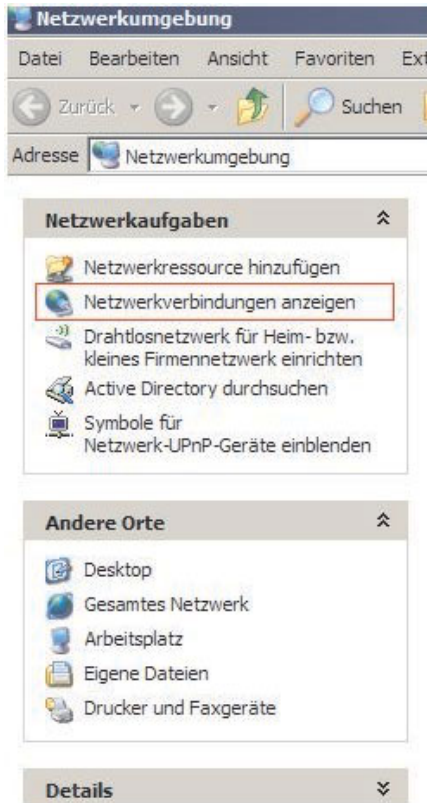 Netzwerkumgebung
Datei Bearbeiten Ansicht Favoriten
Zurück Suchen
Adresse Netzwerkumgebung
Netzwerkaufgaben
Netzwerkressource hinzufügen
Netzwerkverbindungen anzeigen
Drahtlosnetzwerk für Heim- bzw.
kleines Firmennetzwerk einrichten
Active Directory durchsuchen
Symbole für
Netzwerk-UPnP-Geräte einblenden
Andere Orte
Desktop
Gesamtes Netzwerk
Arbeitsplatz
Eigene Dateien
Drucker und Faxgeräte
Details